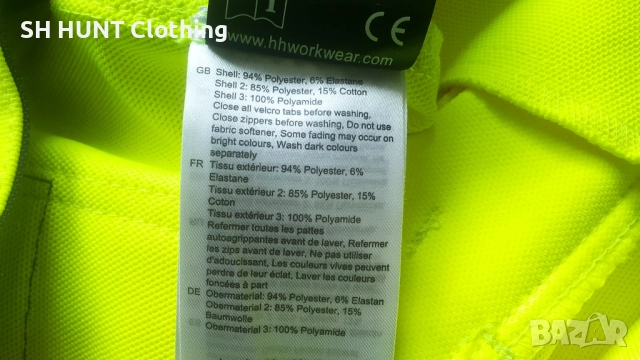 SH HUNT Clothing
i
CE
www.hhworkwear.com
GB Shell: 94% Polyester, 6% Elastane
Shell 2: 85% Polyester, 15% Cotton
Shell 3: 100% Polyamide
Close all velcro tabs before washing,
Close zippers before washing, Do not use
fabric softener, Some fading may occur on
bright colours, Wash dark colours
separately
FR Tissu extérieur: 94% Polyester, 6%
Elastane
Tissu extérieur 2: 85% Polyester, 15%
Coton
Tissu extérieur 3: 100% Polyamide
Refermer toutes les pattes
autoagrippantes avant de laver, Refermer
les zips avant de laver, Ne pas utiliser
d'adoucissant, Les couleurs vives peuvent
perdre de leur éclat, Laver les couleurs
foncées à part
DE Obermaterial: 94% Polyester, 6% Elastan
Obermaterial 2: 85% Polyester, 15%
Baumwolle
Obermaterial 3: 100% Polyamide
BAZAR
bg